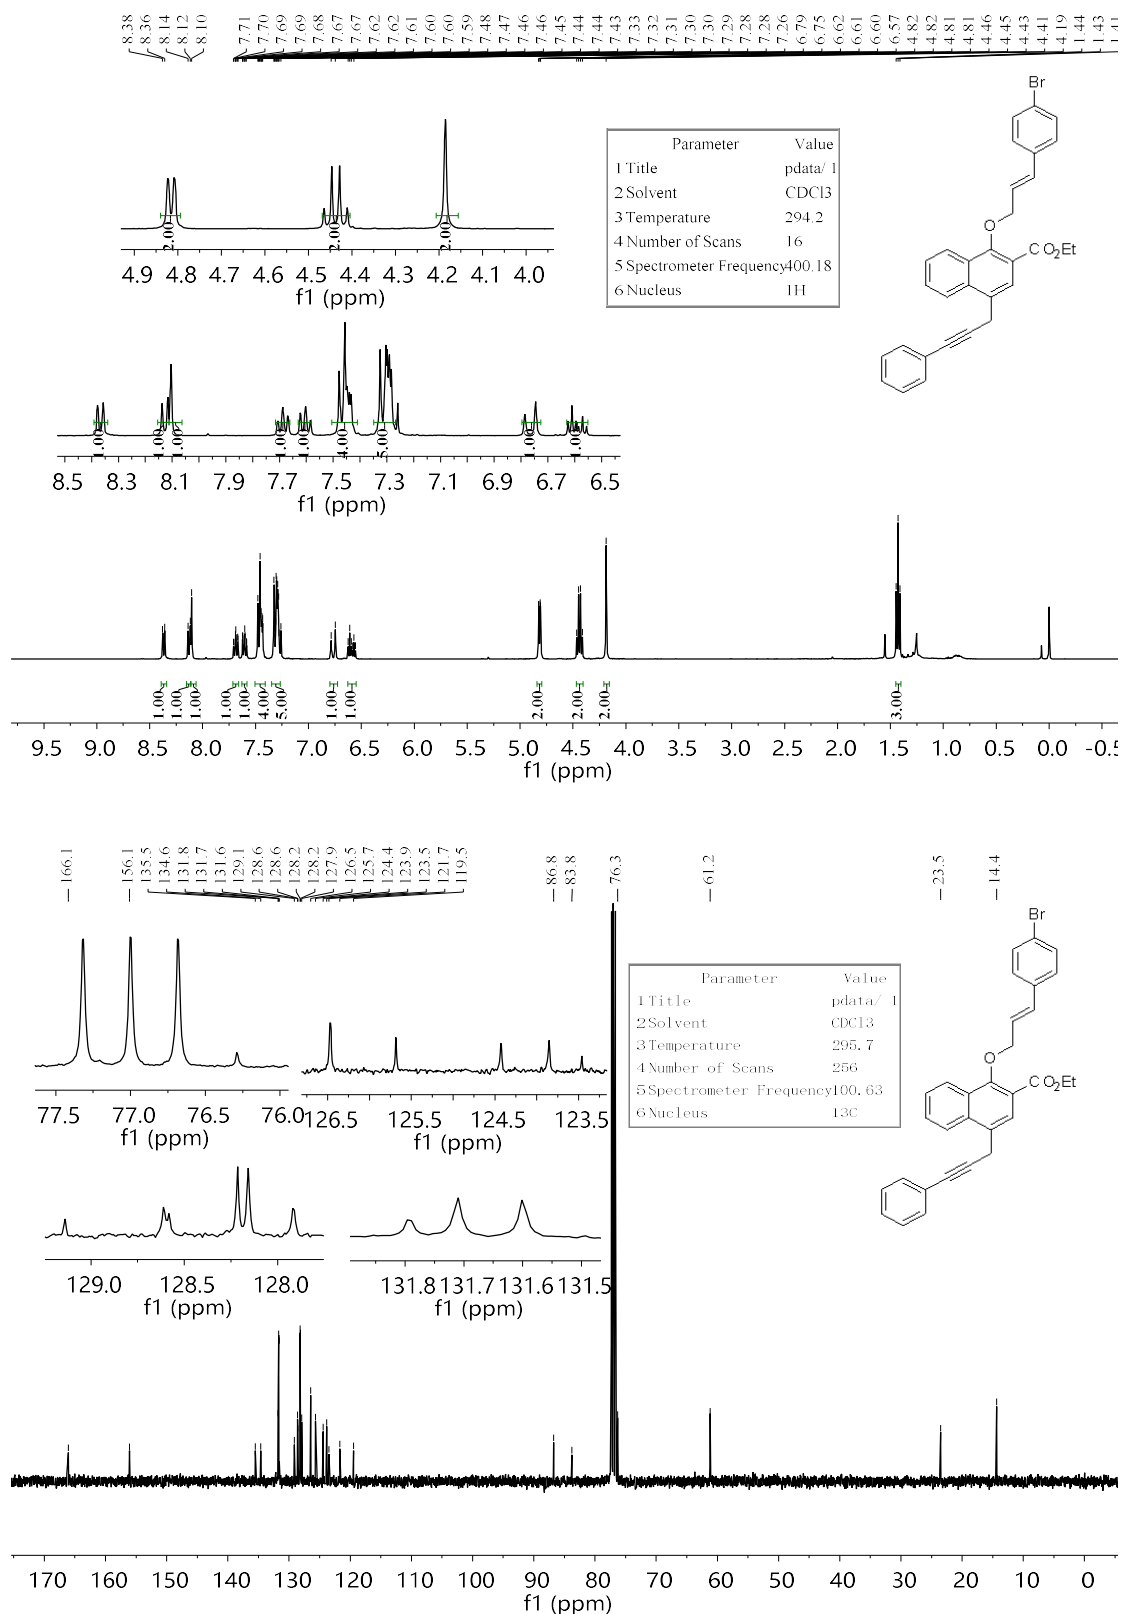 8.38 8.36 8.14 8.12 8.10 7.71 7.70 7.69 7.69 7.68 7.67 7.67 7.62 7.62 7.61 7.60 7.60 7.59 7.48 7.47 7.46 7.46 7.45 7.44 7.44 7.43 7.33 7.32 7.31 7.30 7.30 7.29 7.28 7.28 7.26 6.79 6.75 6.62 6.61 6.60 6.57 4.82 4.82 4.81 4.81 4.46 4.45 4.43 4.41 4.19 1.44 1.43 1.41
Br
O
CO2Et
Parameter Value
1 Title pdata/ 1
2 Solvent CDCl3
3 Temperature 294.2
4 Number of Scans 16
5 Spectrometer Frequency 400.18
6 Nucleus 1H
2.00 2.00 2.00
4.9 4.8 4.7 4.6 4.5 4.4 4.3 4.2 4.1 4.0
f1 (ppm)
1.00 1.00 1.00 1.00 1.00 4.00 5.00 1.00 1.00
8.5 8.3 8.1 7.9 7.7 7.5 7.3 7.1 6.9 6.7 6.5
f1 (ppm)
1.00 1.00 1.00 1.00 1.00 4.00 5.00 1.00 1.00 2.00 2.00 2.00 3.00
9.5 9.0 8.5 8.0 7.5 7.0 6.5 6.0 5.5 5.0 4.5 4.0 3.5 3.0 2.5 2.0 1.5 1.0 0.5 0.0 -0.5
f1 (ppm)
166.1 156.1 135.5 134.6 131.8 131.7 131.6 129.1 128.6 128.6 128.2 128.2 127.9 126.5 125.7 124.4 123.9 123.5 121.7 119.5 86.8 83.8 76.3 61.2 23.5 14.4
Br
O
CO2Et
Parameter Value
1 Title pdata/ 1
2 Solvent CDCl3
3 Temperature 295.7
4 Number of Scans 256
5 Spectrometer Frequency 100.63
6 Nucleus 13C
77.5 77.0 76.5 76.0
f1 (ppm)
126.5 125.5 124.5 123.5
f1 (ppm)
129.0 128.5 128.0
f1 (ppm)
131.8 131.7 131.6 131.5
f1 (ppm)
170 160 150 140 130 120 110 100 90 80 70 60 50 40 30 20 10 0
f1 (ppm)